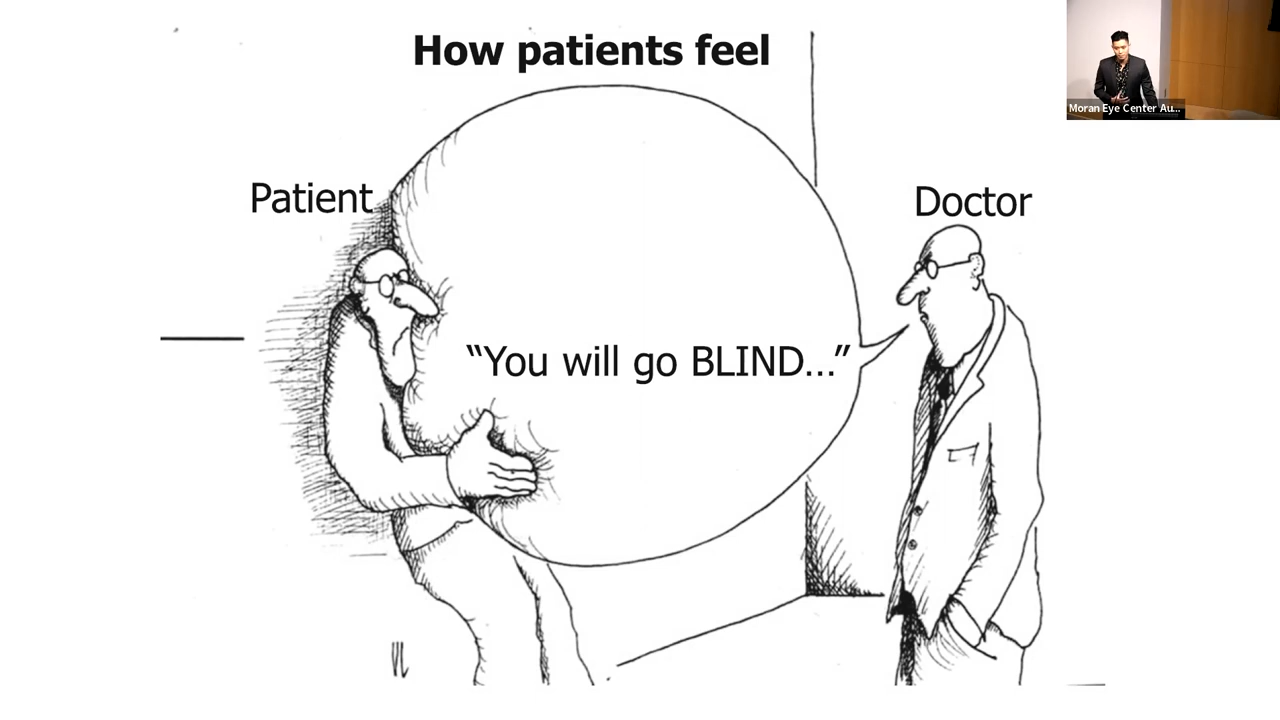 How patients feel
Moran Eye Center Au...
Patient
Doctor
“You will go BLIND...”